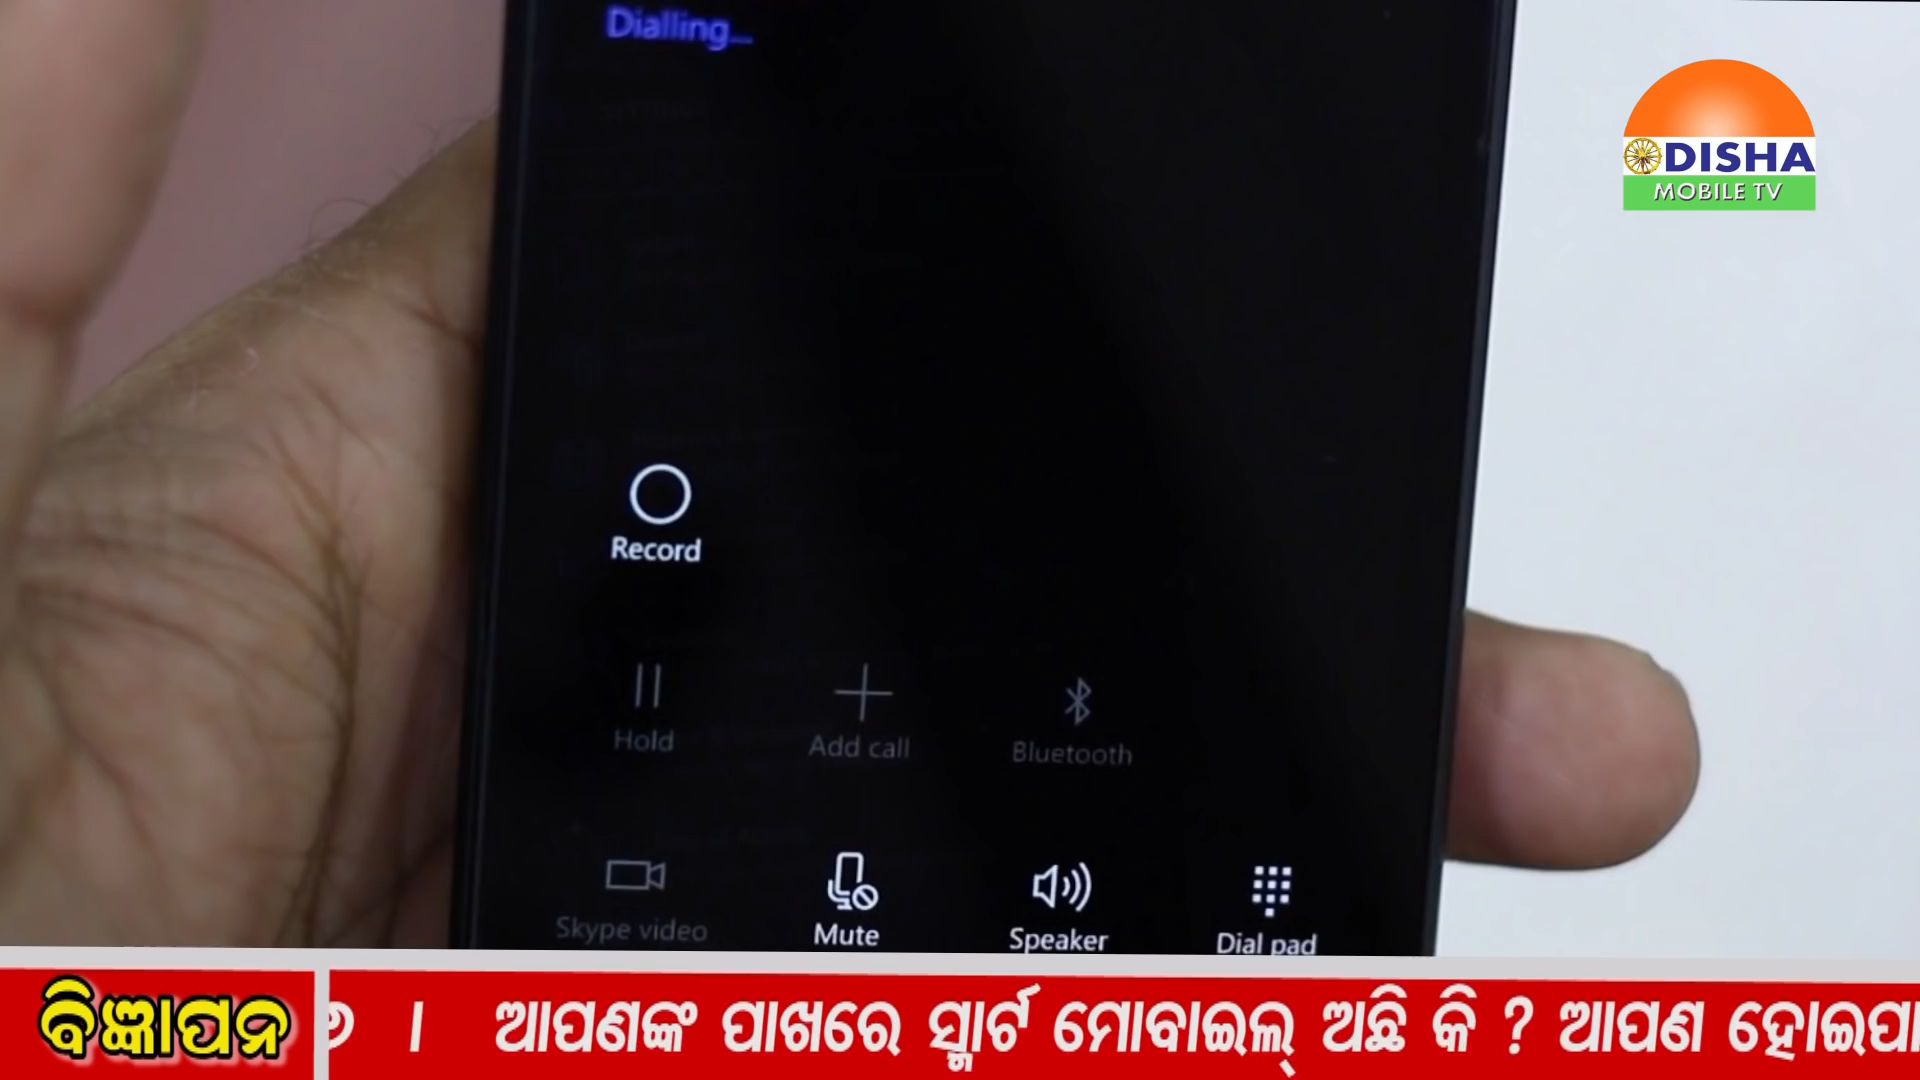 Dialling...
ODISHA
MOBILE TV
Record
Hold
Add call
Bluetooth
Skype video
Mute
Speaker
Dial pad
ବିଜ୍ଞାପନ
। ଆପଣଙ୍କ ପାଖରେ ସ୍ମାର୍ଟ ମୋବାଇଲ୍ ଅଛି କି ? ଆପଣ